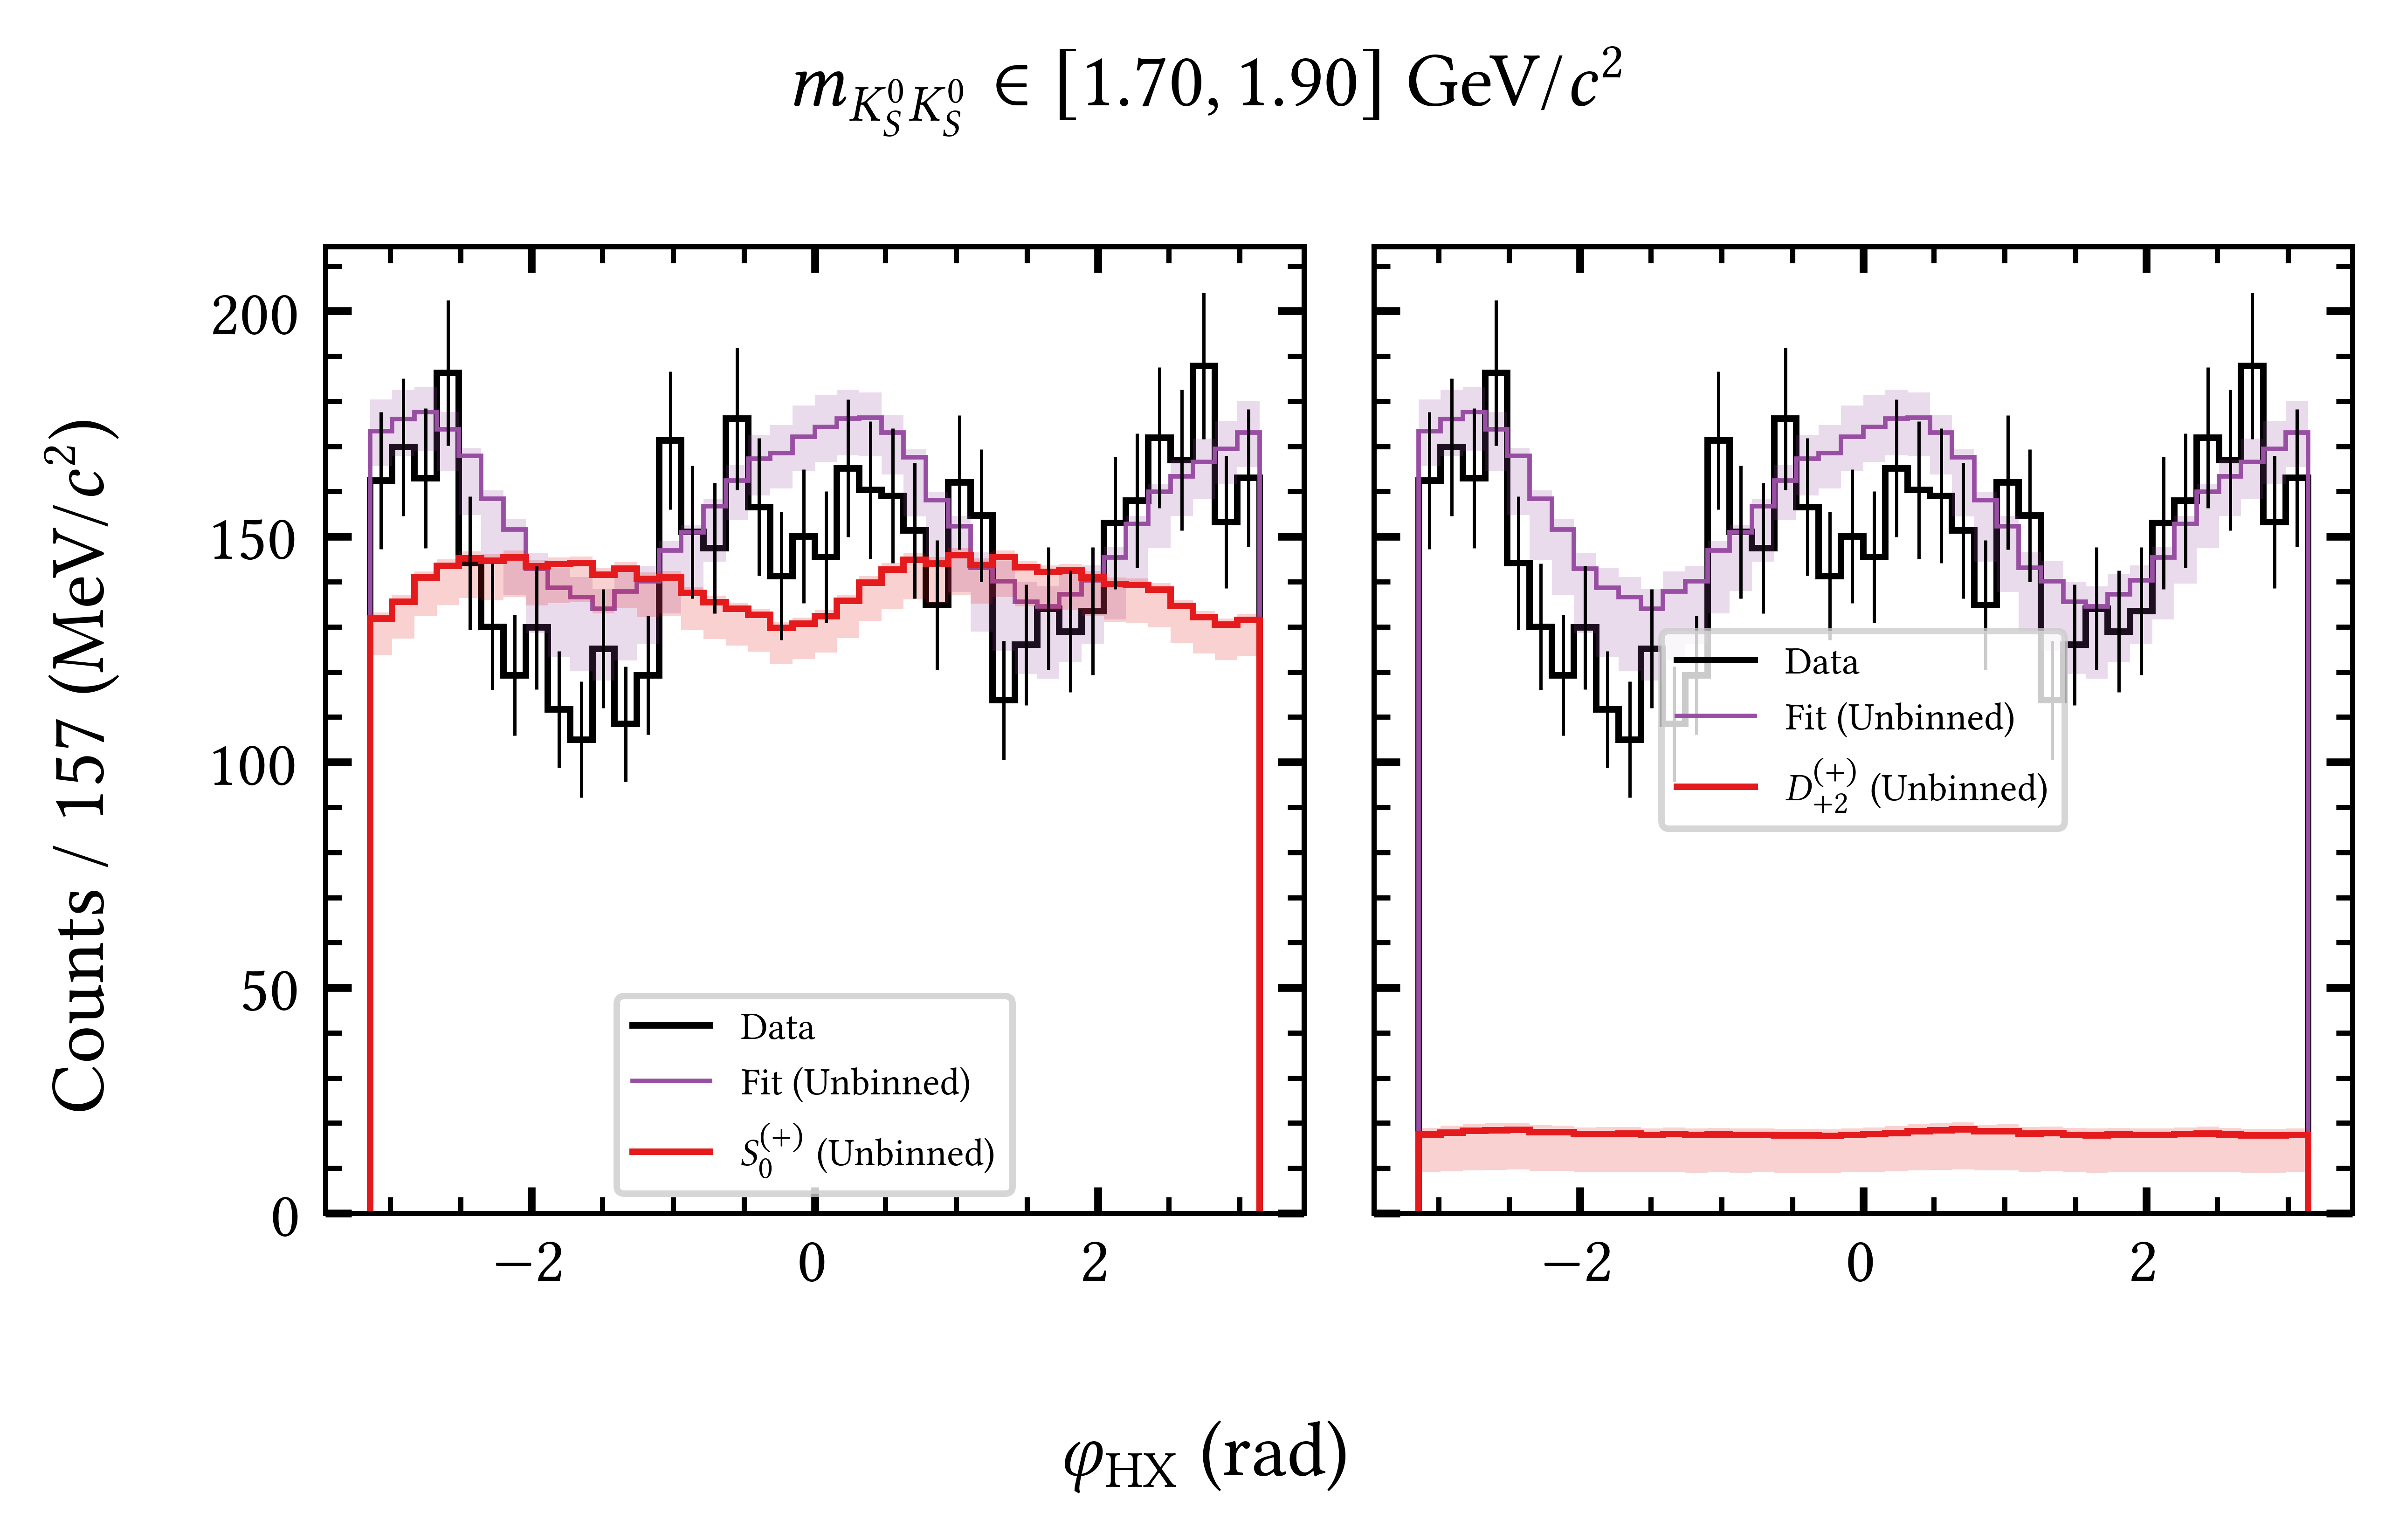 m_{K_S^0 K_S^0} ∈ [1.70, 1.90] GeV/c²
Counts / 157 (MeV/c²)
200
150
100
50
0
Data
Fit (Unbinned)
S_0^{(+)} (Unbinned)
−2
0
2
Data
Fit (Unbinned)
D_{+2}^{(+)} (Unbinned)
−2
0
2
φ_{HX} (rad)